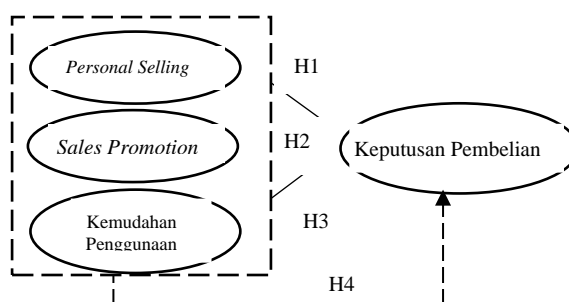 Personal Selling
H1
Sales Promotion
H2
Keputusan Pembelian
Kemudahan
Penggunaan
H3
H4